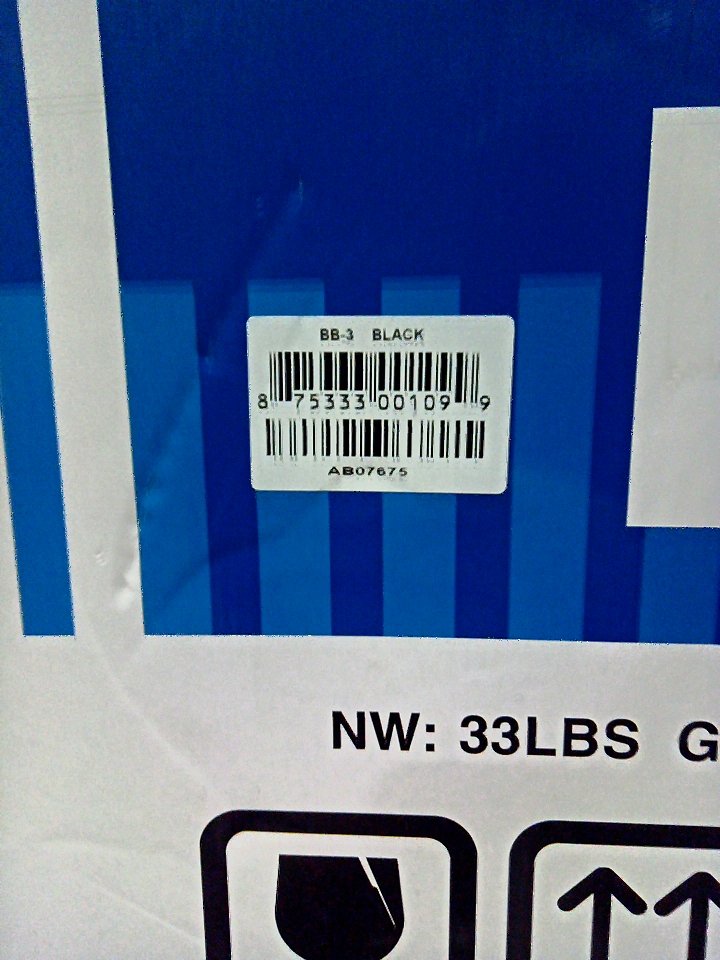 BB-3 BLACK
8 75333 00109 9
AB07675
NW: 33LBS G